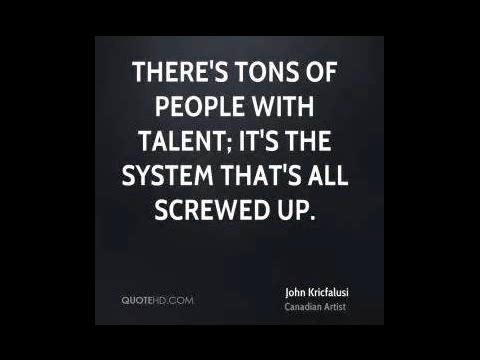 THERE'S TONS OF
PEOPLE WITH
TALENT; IT'S THE
SYSTEM THAT'S ALL
SCREWED UP.
John Kricfalusi
QUOTEHD.COM
Canadian Artist